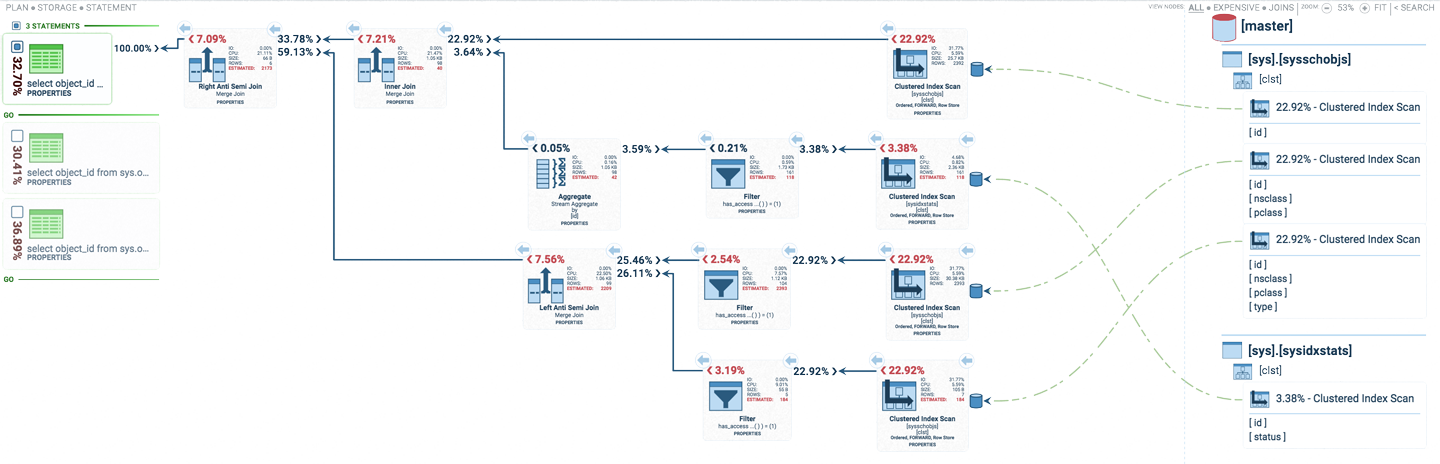 PLAN ● STORAGE ● STATEMENT
VIEW NODES: ALL ● EXPENSIVE ● JOINS | ZOOM: 53% FIT | < SEARCH
3 STATEMENTS
32.70%
select object_id ...
PROPERTIES
GO
30.41%
select object_id from sys.o...
PROPERTIES
36.89%
select object_id from sys.o...
PROPERTIES
GO
100.00%
7.09%
IO: 0.00%
CPU: 21.11%
SIZE: 66 B
ROWS: 6
ESTIMATED: 2173
Right Anti Semi Join
Merge Join
PROPERTIES
33.78%
59.13%
7.21%
IO: 0.00%
CPU: 21.47%
SIZE: 1.05 KB
ROWS: 98
ESTIMATED: 40
Inner Join
Merge Join
PROPERTIES
22.92%
3.64%
22.92%
IO: 31.77%
CPU: 5.59%
SIZE: 25.7 KB
ROWS: 2392
Clustered Index Scan
[sysschobjs]
[clst]
Ordered, FORWARD, Row Store
PROPERTIES
0.05%
IO: 0.00%
CPU: 0.16%
SIZE: 1.05 KB
ROWS: 98
ESTIMATED: 42
Aggregate
Stream Aggregate
by
[id]
PROPERTIES
3.59%
0.21%
IO: 0.00%
CPU: 0.59%
SIZE: 1.73 KB
ROWS: 161
ESTIMATED: 118
Filter
has_access ...( ) ) = (1)
PROPERTIES
3.38%
3.38%
IO: 4.68%
CPU: 0.82%
SIZE: 2.36 KB
ROWS: 161
ESTIMATED: 118
Clustered Index Scan
[sysidxstats]
[clst]
Ordered, FORWARD, Row Store
PROPERTIES
7.56%
IO: 0.00%
CPU: 22.50%
SIZE: 1.06 KB
ROWS: 99
ESTIMATED: 2209
Left Anti Semi Join
Merge Join
PROPERTIES
25.46%
26.11%
2.54%
IO: 0.00%
CPU: 7.57%
SIZE: 1.12 KB
ROWS: 104
ESTIMATED: 2393
Filter
has_access ...( ) ) = (1)
PROPERTIES
22.92%
22.92%
IO: 31.77%
CPU: 5.59%
SIZE: 30.38 KB
ROWS: 2393
Clustered Index Scan
[sysschobjs]
[clst]
Ordered, FORWARD, Row Store
PROPERTIES
3.19%
IO: 0.00%
CPU: 9.01%
SIZE: 55 B
ROWS: 5
ESTIMATED: 184
Filter
has_access ...( ) ) = (1)
PROPERTIES
22.92%
22.92%
IO: 31.77%
CPU: 5.59%
SIZE: 105 B
ROWS: 7
ESTIMATED: 184
Clustered Index Scan
[sysschobjs]
[clst]
Ordered, FORWARD, Row Store
PROPERTIES
[master]
[sys].[sysschobjs]
[clst]
22.92% - Clustered Index Scan
[ id ]
22.92% - Clustered Index Scan
[ id ]
[ nsclass ]
[ pclass ]
22.92% - Clustered Index Scan
[ id ]
[ nsclass ]
[ pclass ]
[ type ]
[sys].[sysidxstats]
[clst]
3.38% - Clustered Index Scan
[ id ]
[ status ]